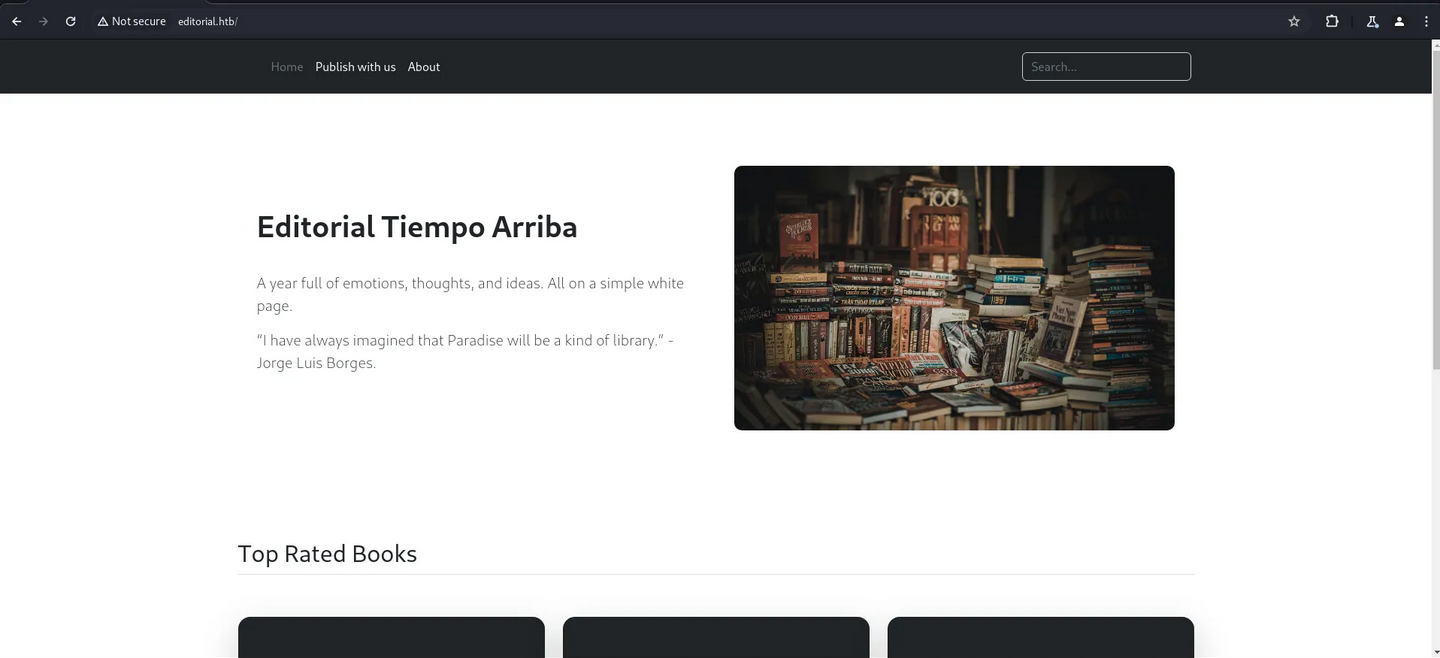 Not secure editorial.htb/
Home Publish with us About Search...
Editorial Tiempo Arriba
A year full of emotions, thoughts, and ideas. All on a simple white
page.
"I have always imagined that Paradise will be a kind of library." -
Jorge Luis Borges.
Top Rated Books